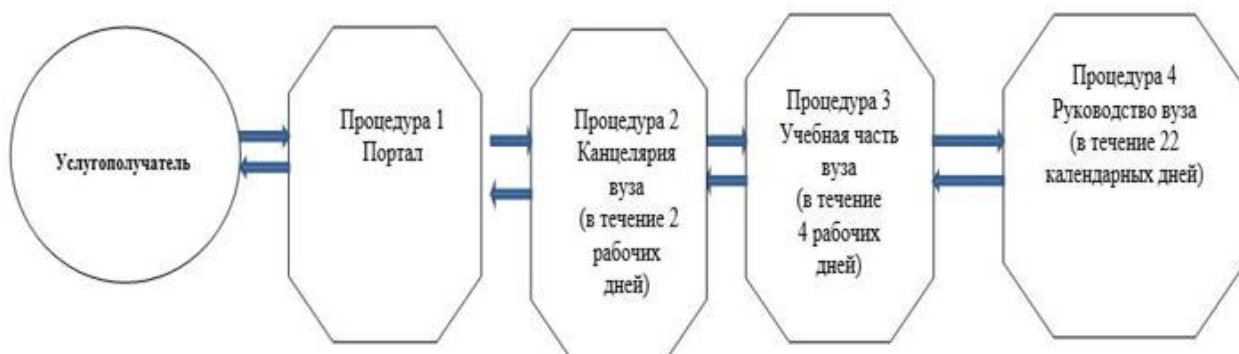 Услугополучатель
Процедура 1
Портал
Процедура 2
Канцелярия
вуза
(в течение 2
рабочих
дней)
Процедура 3
Учебная часть
вуза
(в течение
4 рабочих
дней)
Процедура 4
Руководство вуза
(в течение 22
календарных дней)